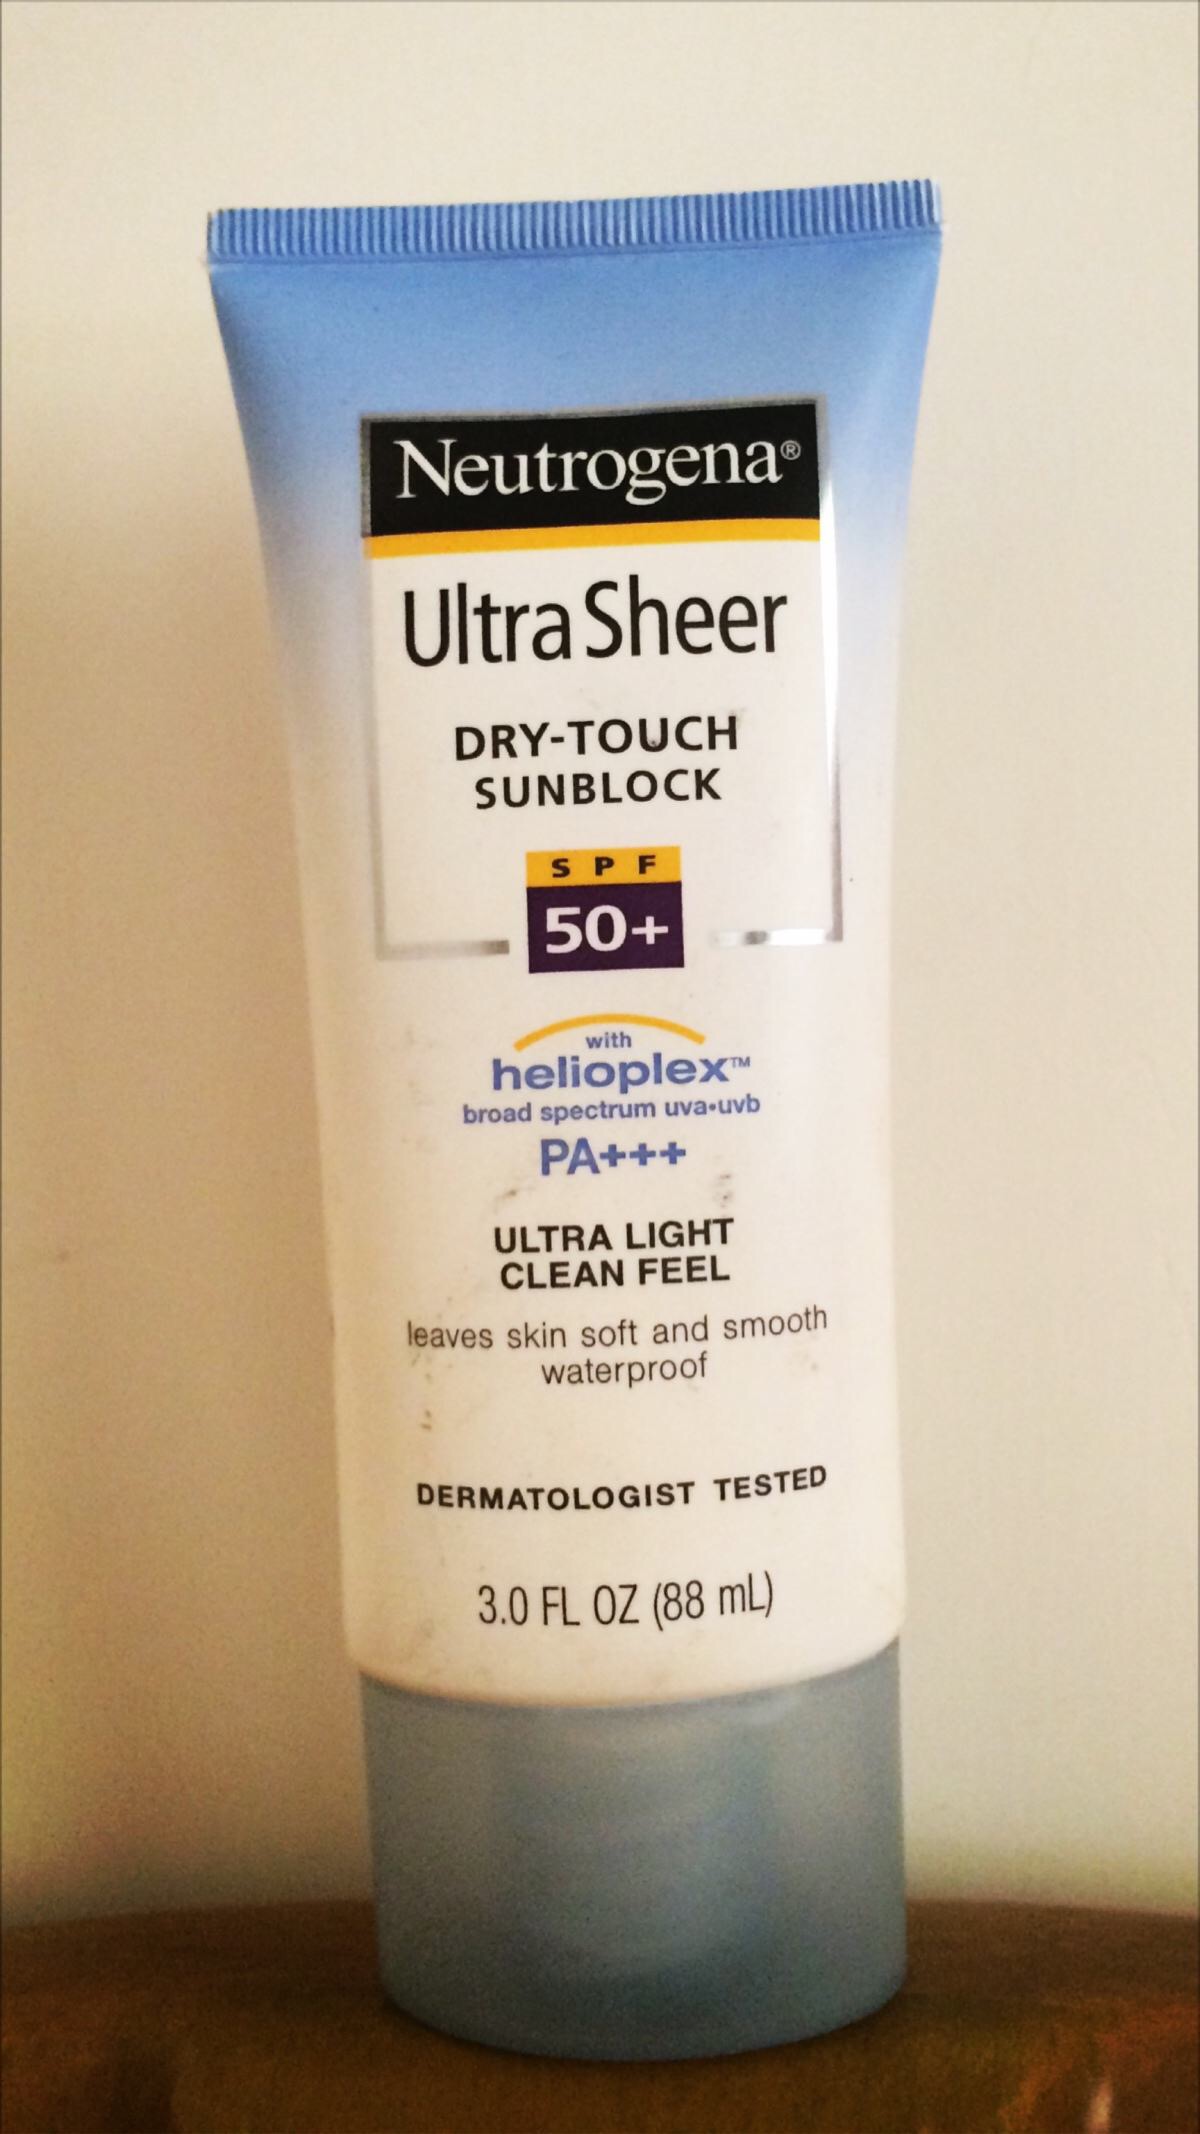 Neutrogena®
Ultra Sheer
DRY-TOUCH
SUNBLOCK
SPF
50+
with
helioplex™
broad spectrum uva•uvb
PA+++
ULTRA LIGHT
CLEAN FEEL
leaves skin soft and smooth
waterproof
DERMATOLOGIST TESTED
3.0 FL OZ (88 mL)